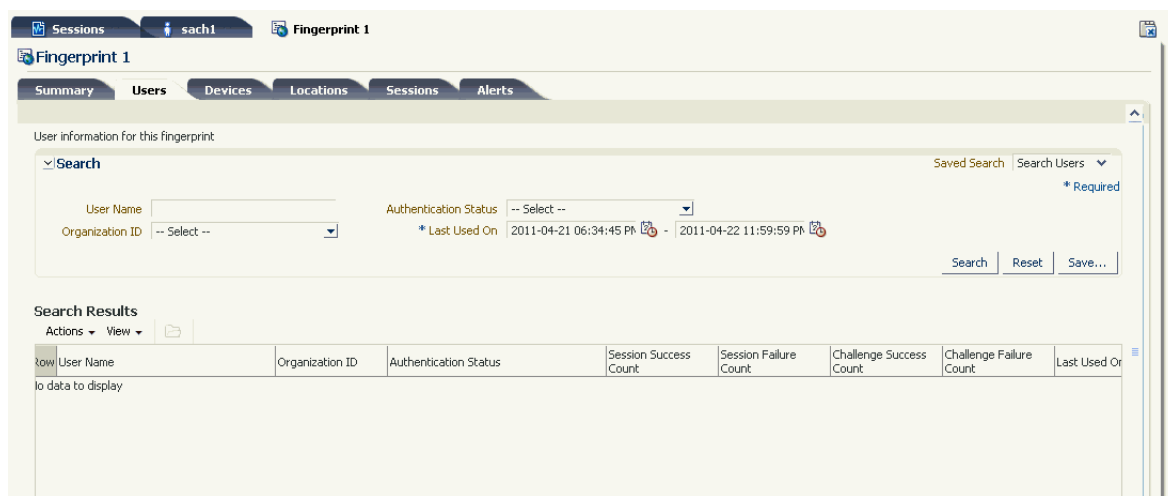 Sessions sach1 Fingerprint 1
Fingerprint 1
Summary Users Devices Locations Sessions Alerts
User information for this fingerprint
Search Saved Search Search Users
* Required
User Name Authentication Status -- Select --
Organization ID -- Select -- * Last Used On 2011-04-21 06:34:45 PM - 2011-04-22 11:59:59 PM
Search Reset Save...
Search Results
Actions View
Row User Name Organization ID Authentication Status Session Success Count Session Failure Count Challenge Success Count Challenge Failure Count Last Used On
No data to display